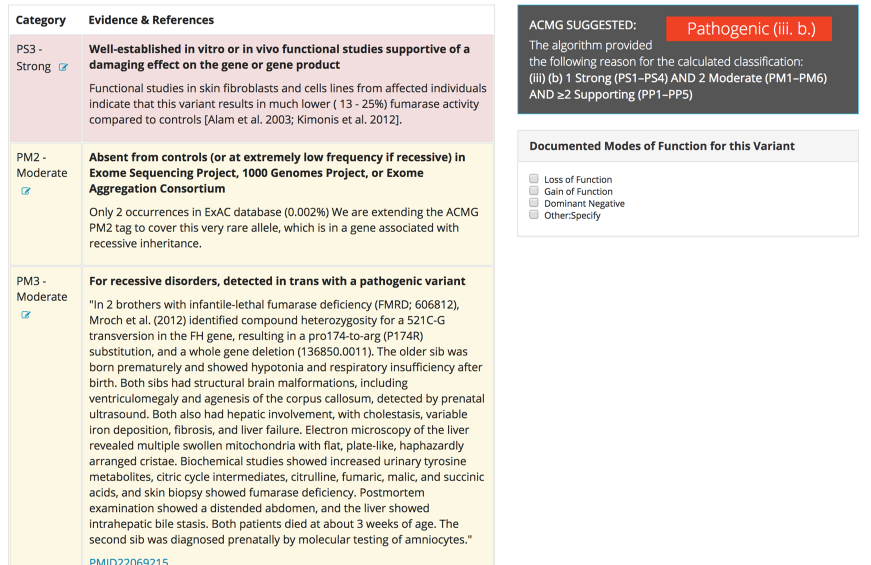 Category
Evidence & References
PS3 -
Strong
Well-established in vitro or in vivo functional studies supportive of a
damaging effect on the gene or gene product
Functional studies in skin fibroblasts and cells lines from affected individuals
indicate that this variant results in much lower ( 13 - 25%) fumarase activity
compared to controls [Alam et al. 2003; Kimonis et al. 2012].
PM2 -
Moderate
Absent from controls (or at extremely low frequency if recessive) in
Exome Sequencing Project, 1000 Genomes Project, or Exome
Aggregation Consortium
Only 2 occurrences in ExAC database (0.002%) We are extending the ACMG
PM2 tag to cover this very rare allele, which is in a gene associated with
recessive inheritance.
PM3 -
Moderate
For recessive disorders, detected in trans with a pathogenic variant
"In 2 brothers with infantile-lethal fumarase deficiency (FMRD; 606812),
Mroch et al. (2012) identified compound heterozygosity for a 521C-G
transversion in the FH gene, resulting in a pro174-to-arg (P174R)
substitution, and a whole gene deletion (136850.0011). The older sib was
born prematurely and showed hypotonia and respiratory insufficiency after
birth. Both sibs had structural brain malformations, including
ventriculomegaly and agenesis of the corpus callosum, detected by prenatal
ultrasound. Both also had hepatic involvement, with cholestasis, variable
iron deposition, fibrosis, and liver failure. Electron microscopy of the liver
revealed multiple swollen mitochondria with flat, plate-like, haphazardly
arranged cristae. Biochemical studies showed increased urinary tyrosine
metabolites, citric cycle intermediates, citrulline, fumaric, malic, and succinic
acids, and skin biopsy showed fumarase deficiency. Postmortem
examination showed a distended abdomen, and the liver showed
intrahepatic bile stasis. Both patients died at about 3 weeks of age. The
second sib was diagnosed prenatally by molecular testing of amniocytes."
PMID22069215
ACMG SUGGESTED:
Pathogenic (iii. b.)
The algorithm provided
the following reason for the calculated classification:
(iii) (b) 1 Strong (PS1–PS4) AND 2 Moderate (PM1–PM6)
AND ≥2 Supporting (PP1–PP5)
Documented Modes of Function for this Variant
Loss of Function
Gain of Function
Dominant Negative
Other:Specify